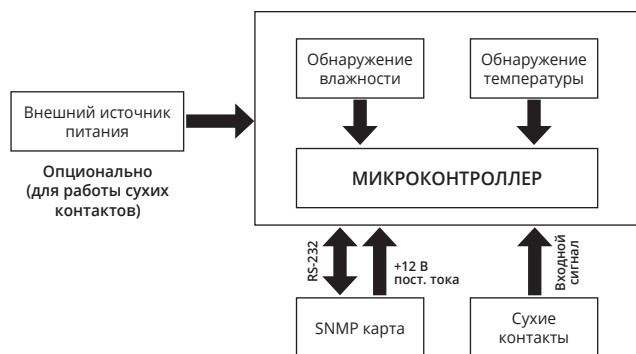 Обнаружение
влажности
Обнаружение
температуры
Внешний источник
питания
Опционально
(для работы сухих
контактов)
МИКРОКОНТРОЛЛЕР
RS-232
+12 В
пост. тока
Входной
сигнал
SNMP карта
Сухие
контакты